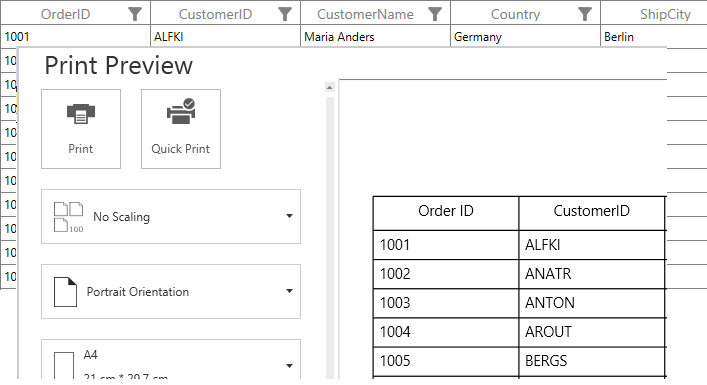 OrderID CustomerID CustomerName Country ShipCity
1001 ALFKI Maria Anders Germany Berlin
Print Preview
Print Quick Print
No Scaling
100
Portrait Orientation
A4
21 cm * 29.7 cm
Order ID CustomerID
1001 ALFKI
1002 ANATR
1003 ANTON
1004 AROUT
1005 BERGS